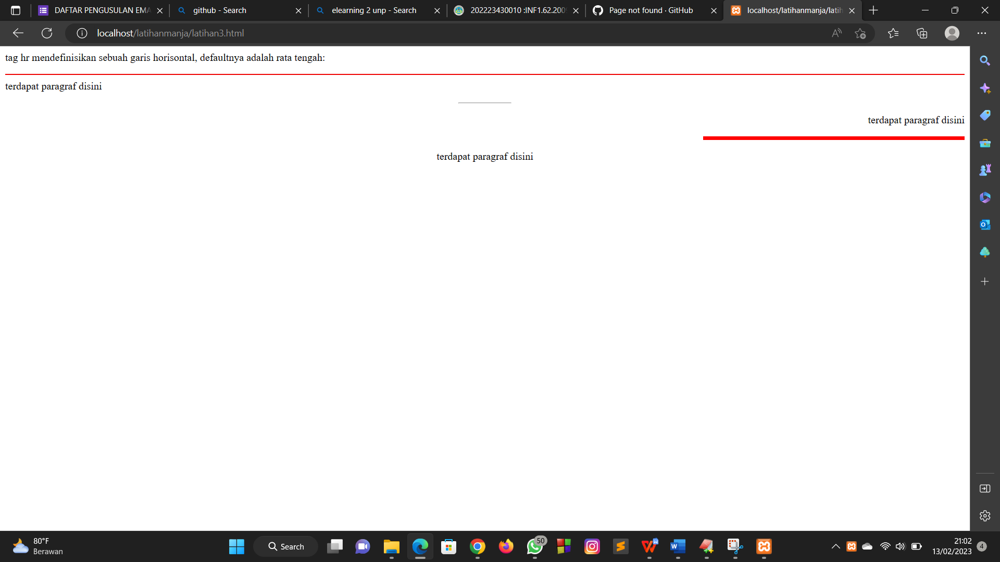 DAFTAR PENGUSULAN EMA
github - Search
elearning 2 unp - Search
202223430010 :INF1.62.2009
Page not found · GitHub
localhost/latihanmanja/latih
localhost/latihanmanja/latihan3.html
tag hr mendefinisikan sebuah garis horisontal, defaultnya adalah rata tengah:
terdapat paragraf disini
terdapat paragraf disini
terdapat paragraf disini
80°F
Berawan
Search
50
21:02
13/02/2023
4